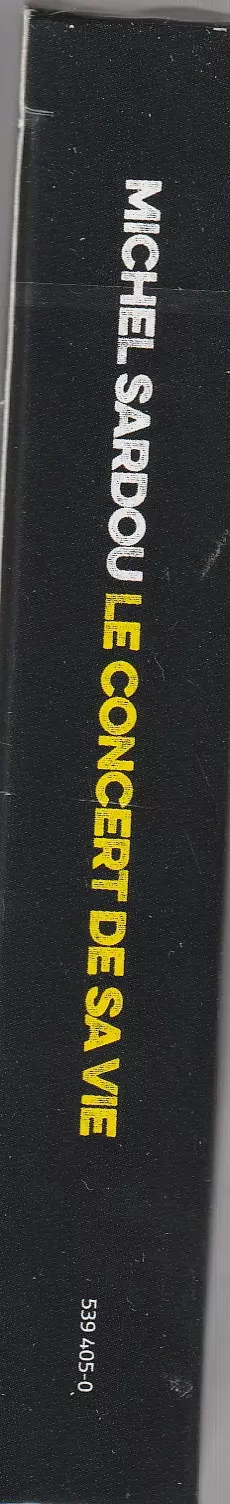 MICHEL SARDOU LE CONCERT DE SA VIE
539 405-0